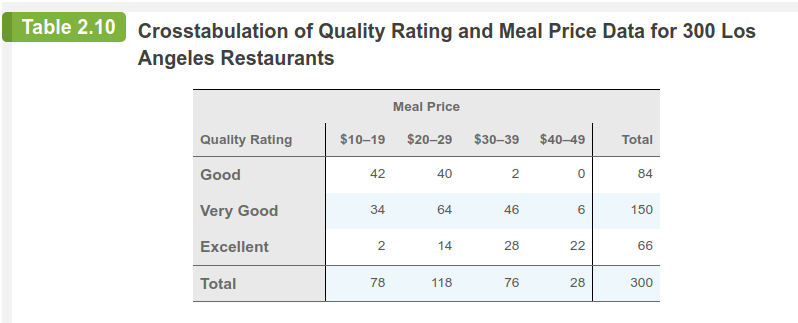 Table 2.10 Crosstabulation of Quality Rating and Meal Price Data for 300 Los
Angeles Restaurants
Meal Price
Quality Rating $10–19 $20–29 $30–39 $40–49 Total
Good 42 40 2 0 84
Very Good 34 64 46 6 150
Excellent 2 14 28 22 66
Total 78 118 76 28 300